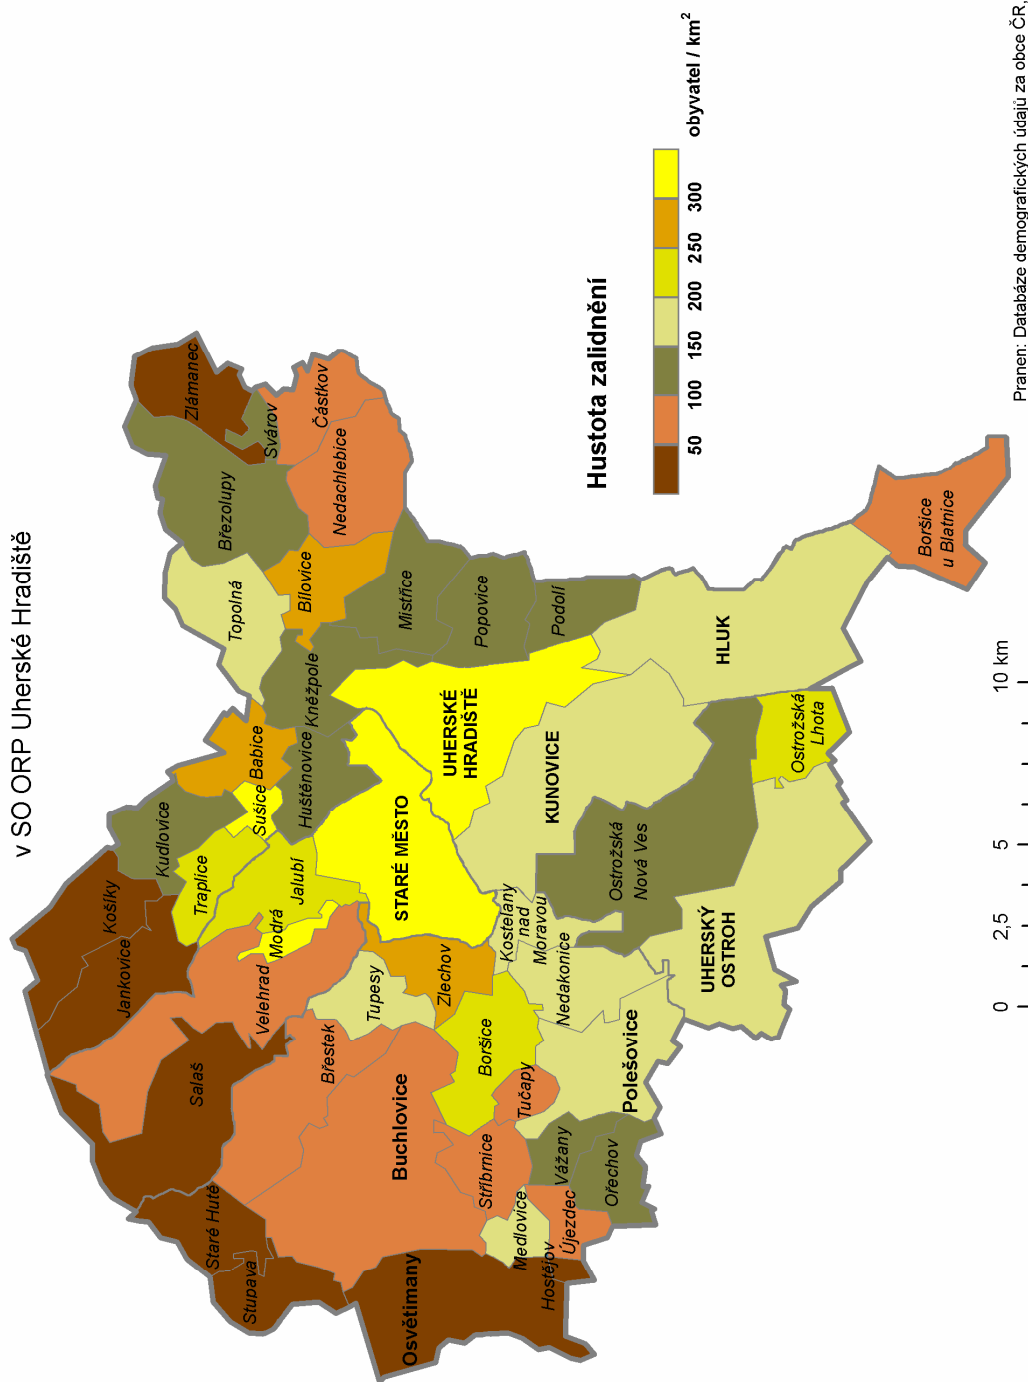 v SO ORP Uherské Hradiště
Zlámanec
Svárov
Částkov
Nedachlebice
Březolupy
Topolná
Bílovice
Mistřice
Popovice
Podolí
Kněžpole
Babice
Huštěnovice
Sušice
Kudlovice
Traplice
Jalubí
Modrá
Košíky
Jankovice
Velehrad
Salaš
Staré Hutě
Stupava
Břestek
Tupesy
Zlechov
Buchlovice
Boršice
Tučapy
Stříbrnice
Medlovice
Osvětimany
Hostějov
Újezdec
Vážany
Ořechov
Polešovice
Nedakonice
Kostelany
nad
Moravou
STARÉ MĚSTO
UHERSKÉ
HRADIŠTĚ
KUNOVICE
Ostrožská
Nová Ves
UHERSKÝ
OSTROH
Ostrožská
Lhota
HLUK
Boršice
u Blatnice
Hustota zalidnění
50 100 150 200 250 300 obyvatel / km²
0 2,5 5 10 km
Pranen: Databáze demografických údajů za obce ČR,